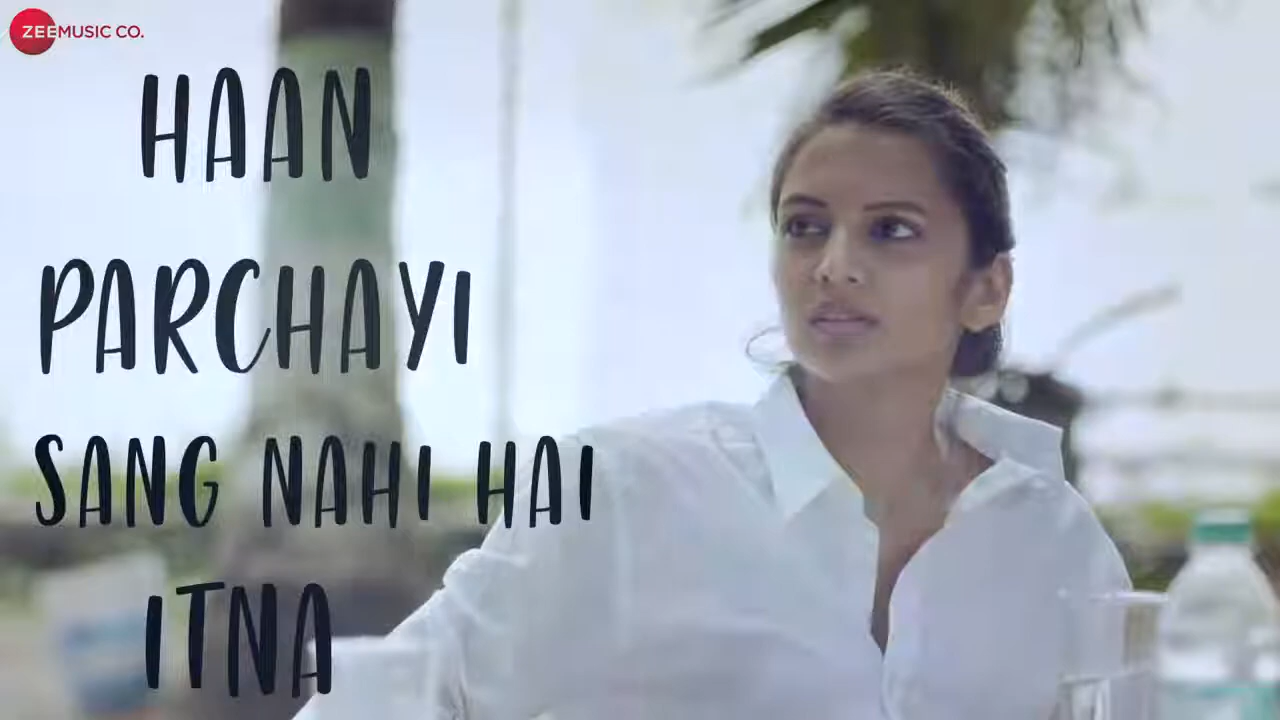 ZEEMUSIC CO.
HAAN
PARCHAYI
SANG NAHI HAI
ITNA